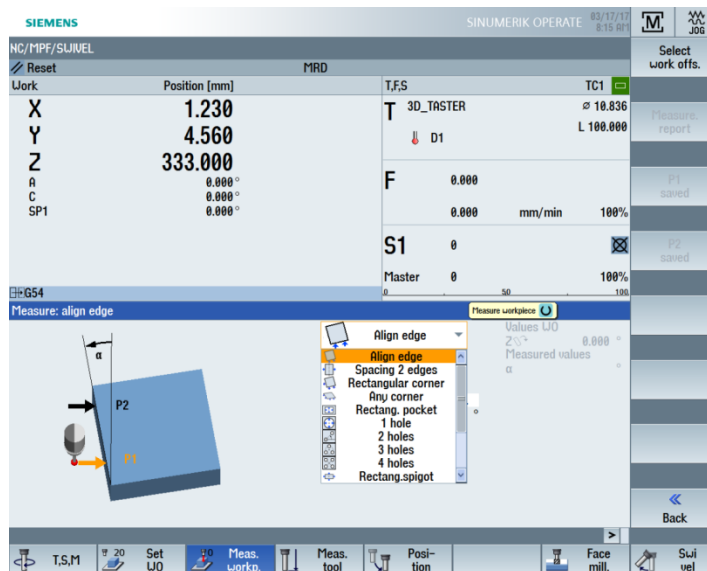 SIEMENS
SINUMERIK OPERATE 03/17/17
8:15 AM
M
JOG
NC/MPF/SWIVEL
Select
work offs.
Reset MRD
Work Position [mm] T,F,S TC1
X 1.230
T 3D_TASTER ⌀ 10.836
Measure.
report
Y 4.560
D1 L 100.000
Z 333.000
A 0.000°
C 0.000°
SP1 0.000°
F 0.000
P1
saved
0.000 mm/min 100%
S1 0
P2
saved
Master 0 100%
G54
0 50 100
Measure: align edge
Measure workpiece
Align edge
Values WO
Z 0.000 °
Measured values
α °
Align edge
Spacing 2 edges
Rectangular corner
Any corner
Rectang. pocket
1 hole
2 holes
3 holes
4 holes
Rectang.spigot
°
α
P2
P1
«
Back
>
T,S,M
Set
WO
Meas.
workp.
Meas.
tool
Posi-
tion
Face
mill.
Swi
vel